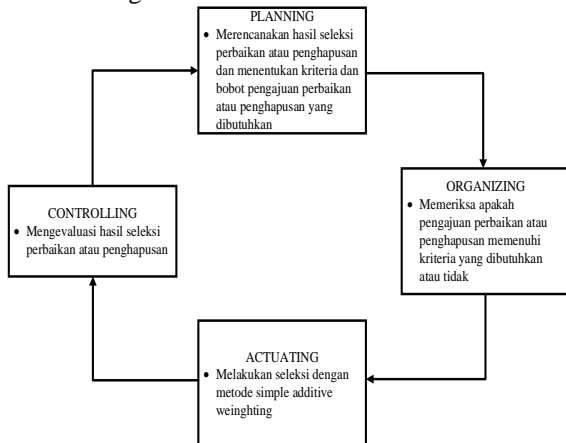 PLANNING
• Merencanakan hasil seleksi
perbaikan atau penghapusan
dan menentukan kriteria dan
bobot pengajuan perbaikan
atau penghapusan yang
dibutuhkan
ORGANIZING
• Memeriksa apakah
pengajuan perbaikan atau
penghapusan memenuhi
kriteria yang dibutuhkan
atau tidak
CONTROLLING
• Mengevaluasi hasil seleksi
perbaikan atau penghapusan
ACTUATING
• Melakukan seleksi dengan
metode simple additive
weinghting